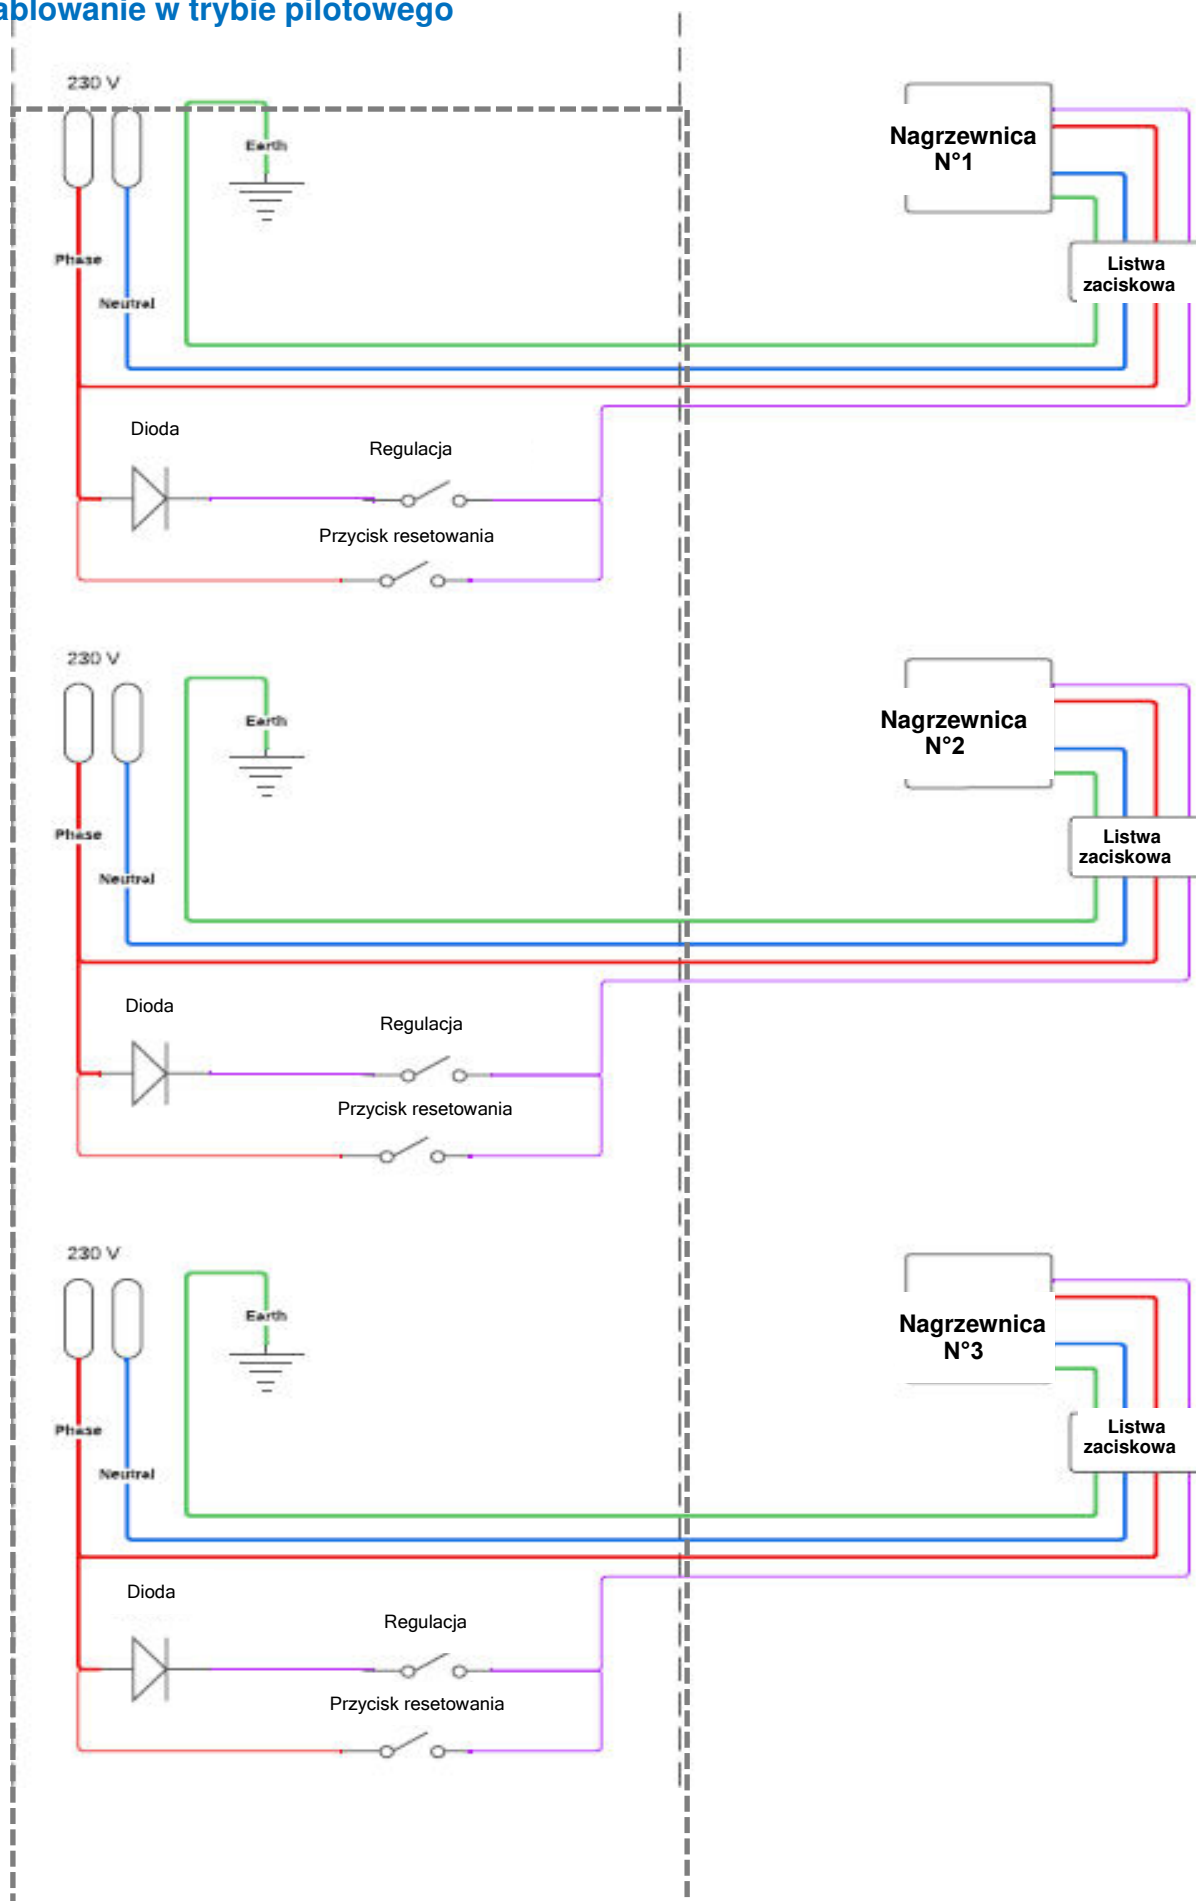 ablowanie w trybie pilotowego
230 V
Earth
Nagrzewnica
N°1
Phase
Listwa
zaciskowa
Neutral
Dioda
Regulacja
Przycisk resetowania
230 V
Earth
Nagrzewnica
N°2
Phase
Listwa
zaciskowa
Neutral
Dioda
Regulacja
Przycisk resetowania
230 V
Earth
Nagrzewnica
N°3
Phase
Listwa
zaciskowa
Neutral
Dioda
Regulacja
Przycisk resetowania